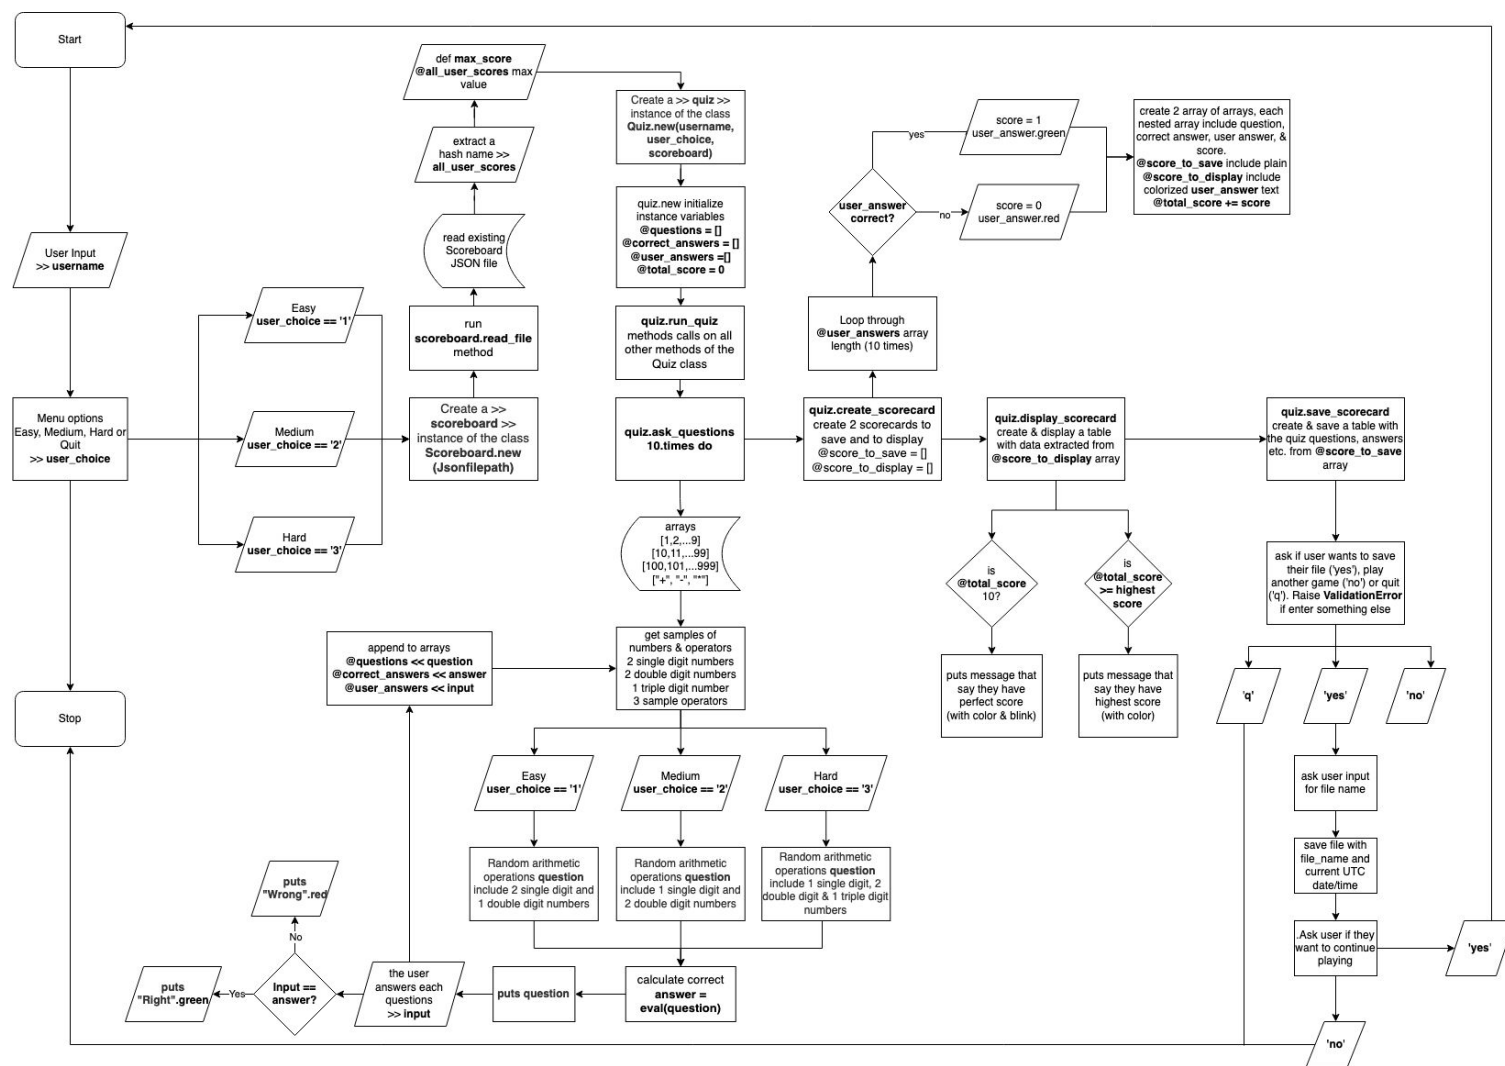 Start
User Input
>> username
Menu options
Easy, Medium, Hard or
Quit
>> user_choice
Stop
Easy
user_choice == '1'
Medium
user_choice == '2'
Hard
user_choice == '3'
def max_score
@all_user_scores max
value
extract a
hash name >>
all_user_scores
read existing
Scoreboard
JSON file
run
scoreboard.read_file
method
Create a >>
scoreboard >>
instance of the class
Scoreboard.new
(Jsonfilepath)
Create a >> quiz >>
instance of the class
Quiz.new(username,
user_choice,
scoreboard)
quiz.new initialize
instance variables
@questions = []
@correct_answers = []
@user_answers =[]
@total_score = 0
quiz.run_quiz
methods calls on all
other methods of the
Quiz class
quiz.ask_questions
10.times do
arrays
[1,2,...9]
[10,11,...99]
[100,101,...999]
["+", "-", "*"]
get samples of
numbers & operators
2 single digit numbers
2 double digit numbers
1 triple digit number
3 sample operators
append to arrays
@questions << question
@correct_answers << answer
@user_answers << input
Easy
user_choice == '1'
Medium
user_choice == '2'
Hard
user_choice == '3'
Random arithmetic
operations question
include 2 single digit and
1 double digit numbers
Random arithmetic
operations question
include 1 single digit and
2 double digit numbers
Random arithmetic
operations question
include 1 single digit, 2
double digit & 1 triple digit
numbers
calculate correct
answer =
eval(question)
puts question
the user
answers each
questions
>> input
Input ==
answer?
No
puts
"Wrong".red
Yes
puts
"Right".green
quiz.create_scorecard
create 2 scorecards to
save and to display
@score_to_save = []
@score_to_display = []
Loop through
@user_answers array
length (10 times)
user_answer
correct?
yes
score = 1
user_answer.green
no
score = 0
user_answer.red
create 2 array of arrays, each
nested array include question,
correct answer, user answer, &
score.
@score_to_save include plain
@score_to_display include
colorized user_answer text
@total_score += score
quiz.display_scorecard
create & display a table
with data extracted from
@score_to_display array
is
@total_score
10?
puts message that
say they have
perfect score
(with color & blink)
is
@total_score
>= highest
score
puts message that
say they have
highest score
(with color)
quiz.save_scorecard
create & save a table with
the quiz questions, answers
etc. from @score_to_save
array
ask if user wants to save
their file ('yes'), play
another game ('no') or quit
('q'). Raise ValidationError
if enter something else
'q'
'yes'
'no'
ask user input
for file name
save file with
file_name and
current UTC
date/time
.Ask user if they
want to continue
playing
'yes'
'no'